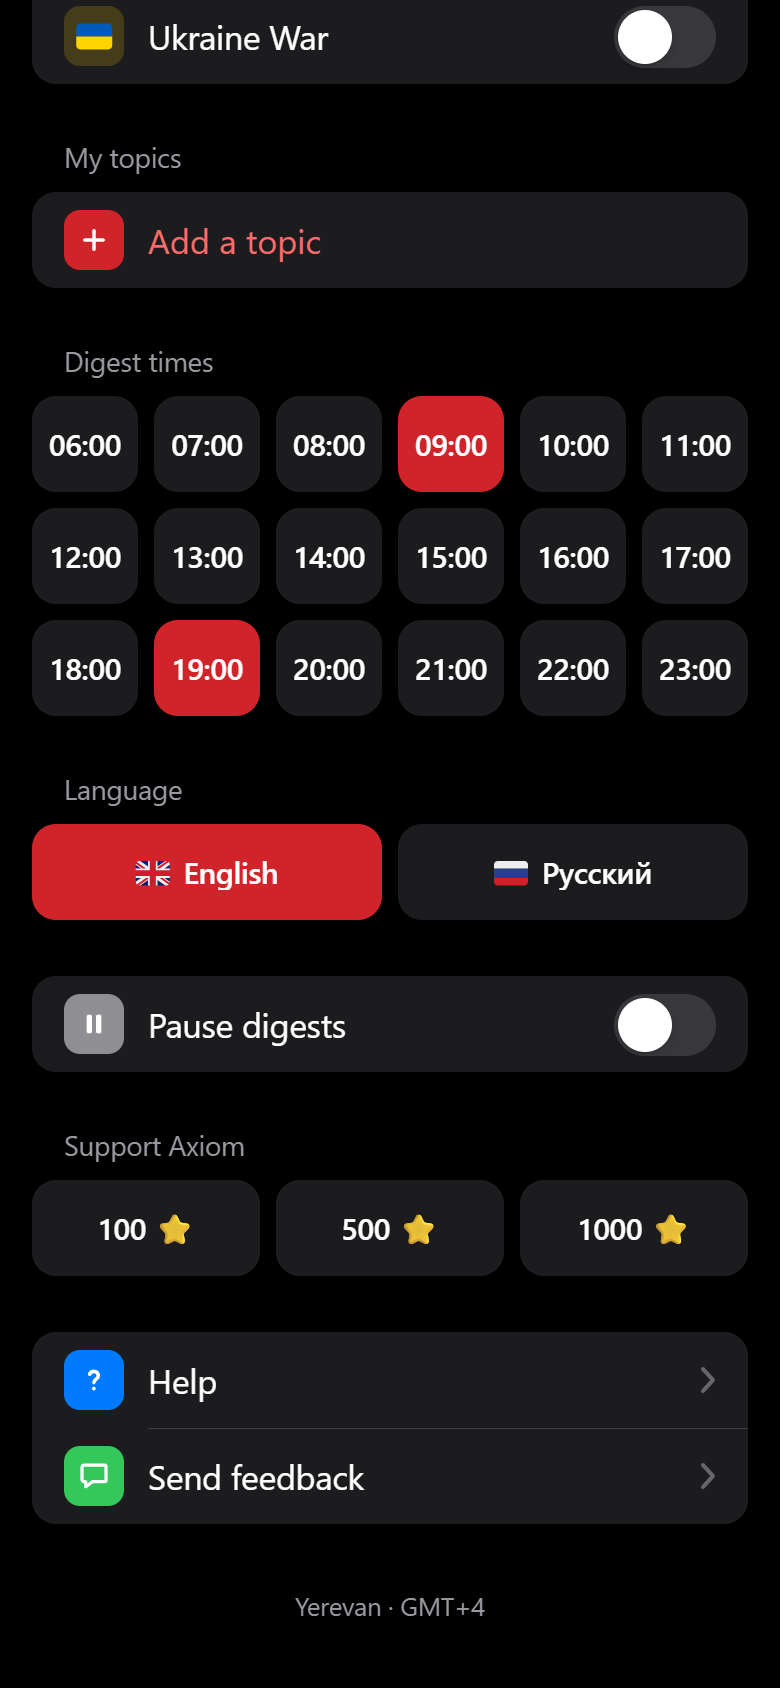 Ukraine War
My topics
Add a topic
Digest times
06:00 07:00 08:00 09:00 10:00 11:00
12:00 13:00 14:00 15:00 16:00 17:00
18:00 19:00 20:00 21:00 22:00 23:00
Language
English Русский
Pause digests
Support Axiom
100 500 1000
Help
Send feedback
Yerevan · GMT+4